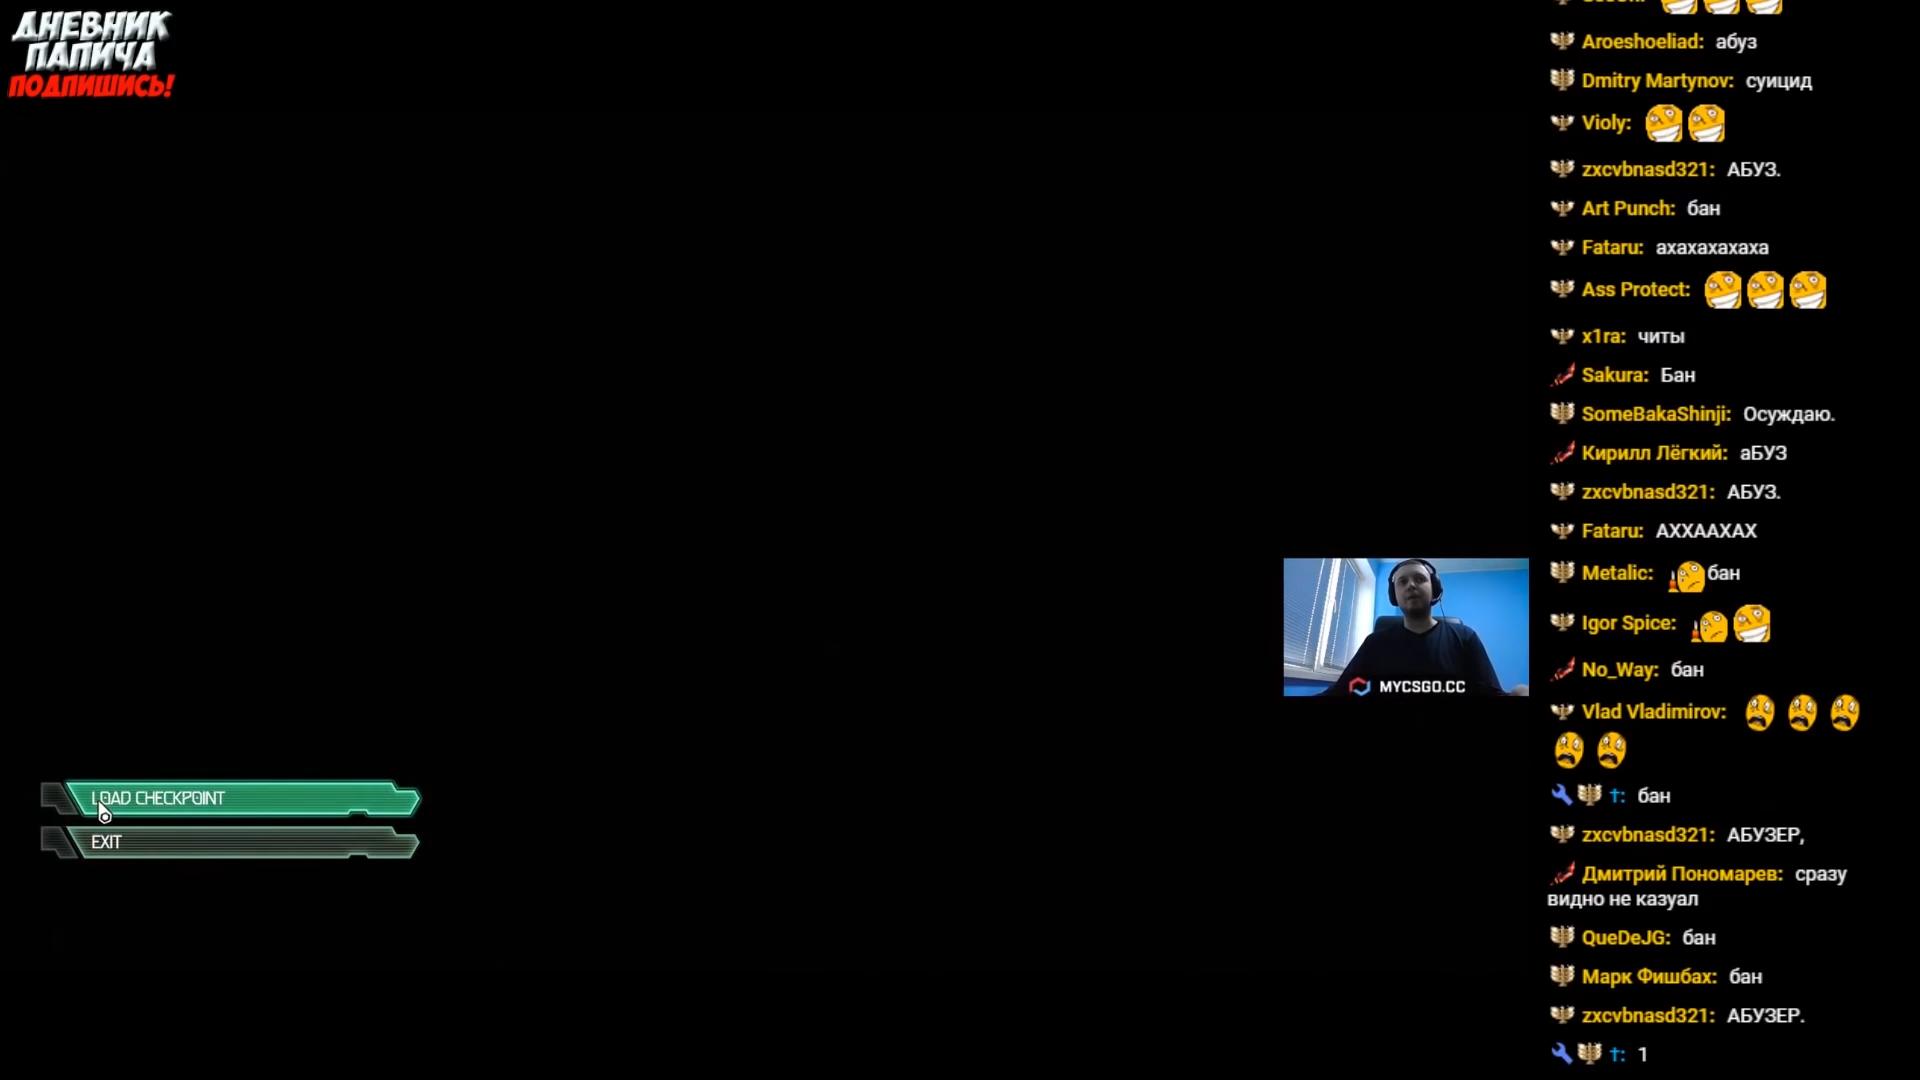 ДНЕВНИК
ПАПИЧА
ПОДПИШИСЬ!
LOAD CHECKPOINT
EXIT
MYCSGO.CC
Aroeshoeliad: абуз
Dmitry Martynov: суицид
Violy:
zxcvbnasd321: АБУЗ.
Art Punch: бан
Fataru: ахахахахаха
Ass Protect:
x1ra: читы
Sakura: Бан
SomeBakaShinji: Осуждаю.
Кирилл Лёгкий: аБУЗ
zxcvbnasd321: АБУЗ.
Fataru: АХХААХАХ
Metalic: бан
Igor Spice:
No_Way: бан
Vlad Vladimirov:
†: бан
zxcvbnasd321: АБУЗЕР,
Дмитрий Пономарев: сразу
видно не казуал
QueDeJG: бан
Марк Фишбах: бан
zxcvbnasd321: АБУЗЕР.
†: 1